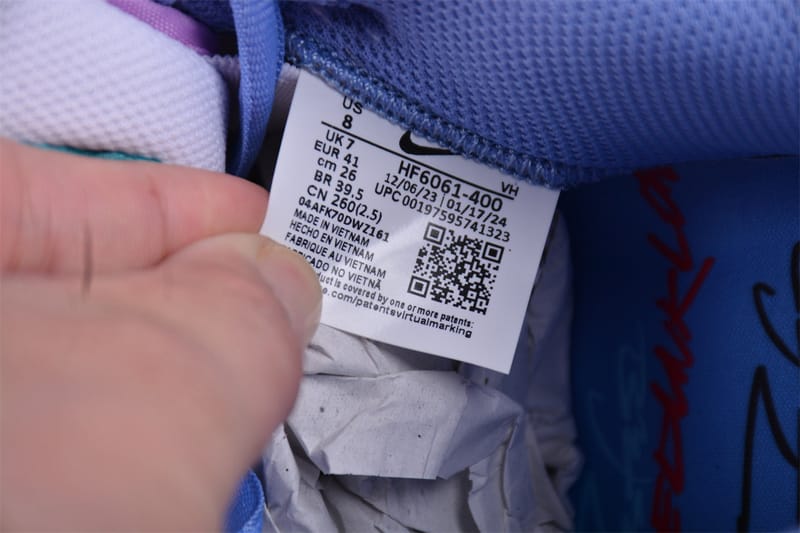 US
8
UK 7
EUR 41
cm 26
BR 39.5
CN 260(2.5)
04AFK70DWZ161
MADE IN VIETNAM
HECHO EN VIETNAM
FABRIQUE AU VIETNAM
NO VIETNÃ
is covered by one or more patents.
.com/patentsvirtualmarking
HF6061-400 VH
12/06/23 01/17/24
UPC 00197595741323